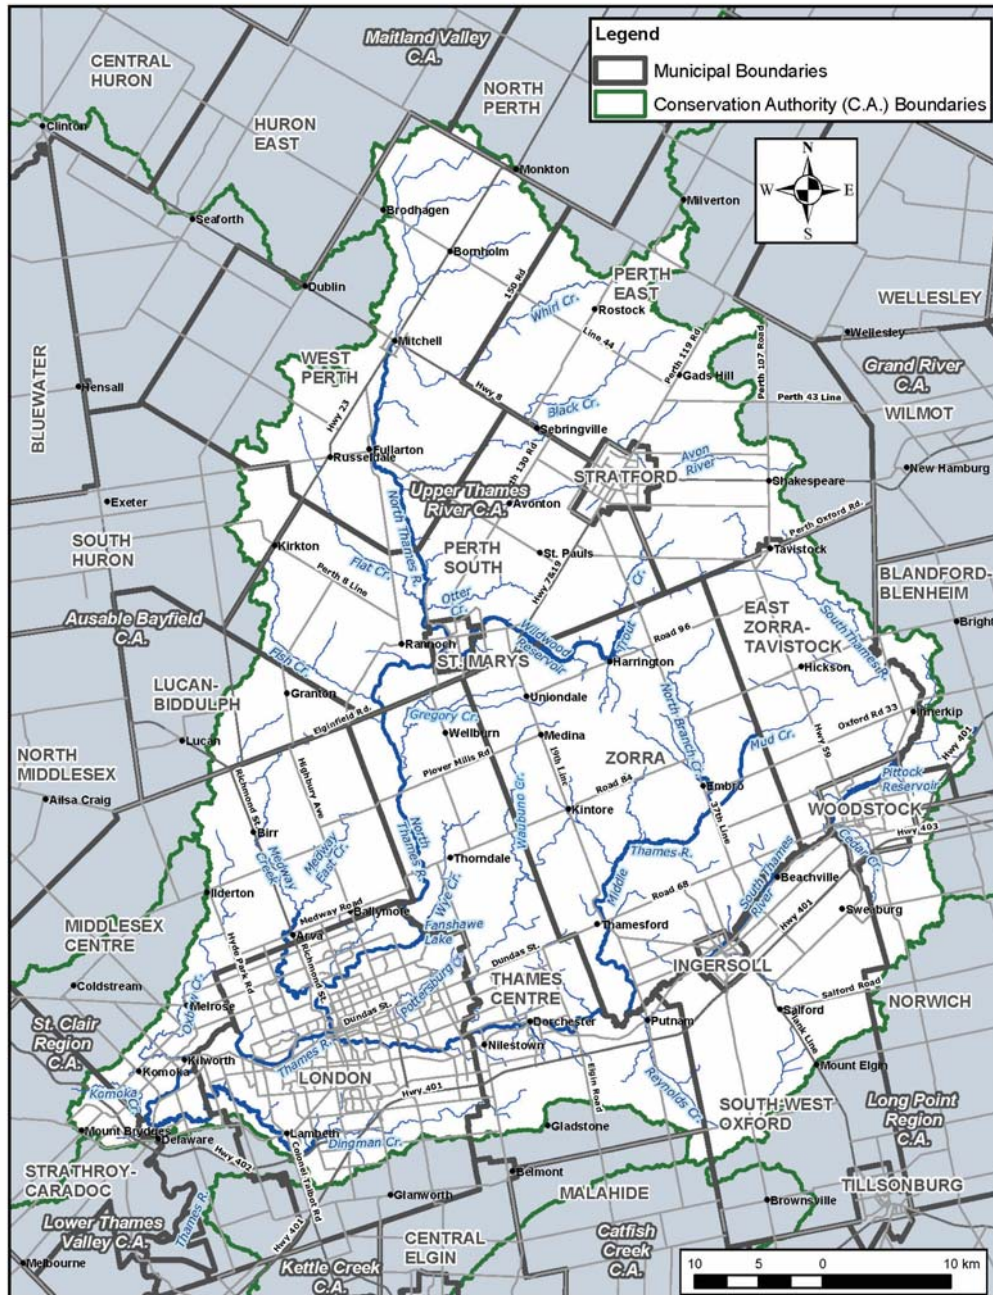 Legend
Municipal Boundaries
Conservation Authority (C.A.) Boundaries
N
W
E
S
Maitland Valley
C.A.
CENTRAL
HURON
NORTH
PERTH
HURON
EAST
Clinton
Monkton
Milverton
Brodhagen
Seaforth
Bornholm
PERTH
EAST
150 Rd
Dublin
WELLESLEY
Whirl Cr.
Rostock
Line 44
Perth 119 Rd
Perth 107 Road
Wellesley
Mitchell
WEST
PERTH
Grand River
C.A.
Gads Hill
BLUEWATER
Hensall
Hwy 8
Perth 43 Line
WILMOT
Hwy 23
Black Cr.
Sebringville
Fullarton
Russeldale
Avon
River
New Hamburg
STRATFORD
Shakespeare
Upper Thames
River C.A.
Avonton
Exeter
North Thames R.
Perth Oxford Rd.
SOUTH
HURON
Kirkton
PERTH
SOUTH
St. Pauls
Tavistock
Flat Cr.
Perth 8 Line
Hwy 7&19
BLANDFORD-
BLENHEIM
Otter
Cr.
Trout Cr.
EAST
ZORRA-
TAVISTOCK
South Thames R.
Ausable Bayfield
C.A.
Wildwood
Reservoir
Road 96
Bright
Rannoch
ST. MARYS
Fish Cr.
Harrington
Hickson
LUCAN-
BIDDULPH
Granton
Uniondale
North Branch Cr.
Elginfield Rd.
Gregory Cr.
Oxford Rd 33
Innerkip
Lucan
Wellburn
Medina
Mud Cr.
Hwy 59
Hwy 401
NORTH
MIDDLESEX
Plover Mills Rd
19th Line
ZORRA
Pittock
Reservoir
Highbury Ave
Richmond St.
Road 84
Embro
Ailsa Craig
Waubuno Cr.
Kintore
37th Line
WOODSTOCK
Birr
North
Thames R.
Hwy 403
Medway
Creek
Medway
East Cr.
Cedar Cr.
Thorndale
Thames R.
Middle
South Thames
River
Beachville
Ilderton
Wye Cr.
Road 68
Hwy 401
Sweaburg
Medway Road
Ballymote
Fanshawe
Lake
MIDDLESEX
CENTRE
Arva
Thamesford
Hyde Park Rd
Richmond St.
Dundas St.
INGERSOLL
Coldstream
Oxbow Cr.
Pottersburg Cr.
THAMES
CENTRE
Salford Road
NORWICH
Melrose
Dundas St.
Salford
St. Clair
Region
C.A.
Dorchester
Putnam
Plank Line
Kilworth
Thames R.
Nilestown
Komoka
LONDON
Mount Elgin
Komoka Cr.
Hwy 401
Elgin Road
Reynolds Cr.
SOUTH-WEST
OXFORD
Long Point
Region
C.A.
Mount Brydges
Delaware
Lambeth
Dingman Cr.
Gladstone
Hwy 402
Colonel Talbot Rd
STRATHROY-
CARADOC
Belmont
Glanworth
MALAHIDE
Brownsville
TILLSONBURG
Thames R.
Lower Thames
Valley C.A.
Hwy 401
CENTRAL
ELGIN
Catfish
Creek
C.A.
Melbourne
Kettle Creek
C.A.
10 5 0 10 km